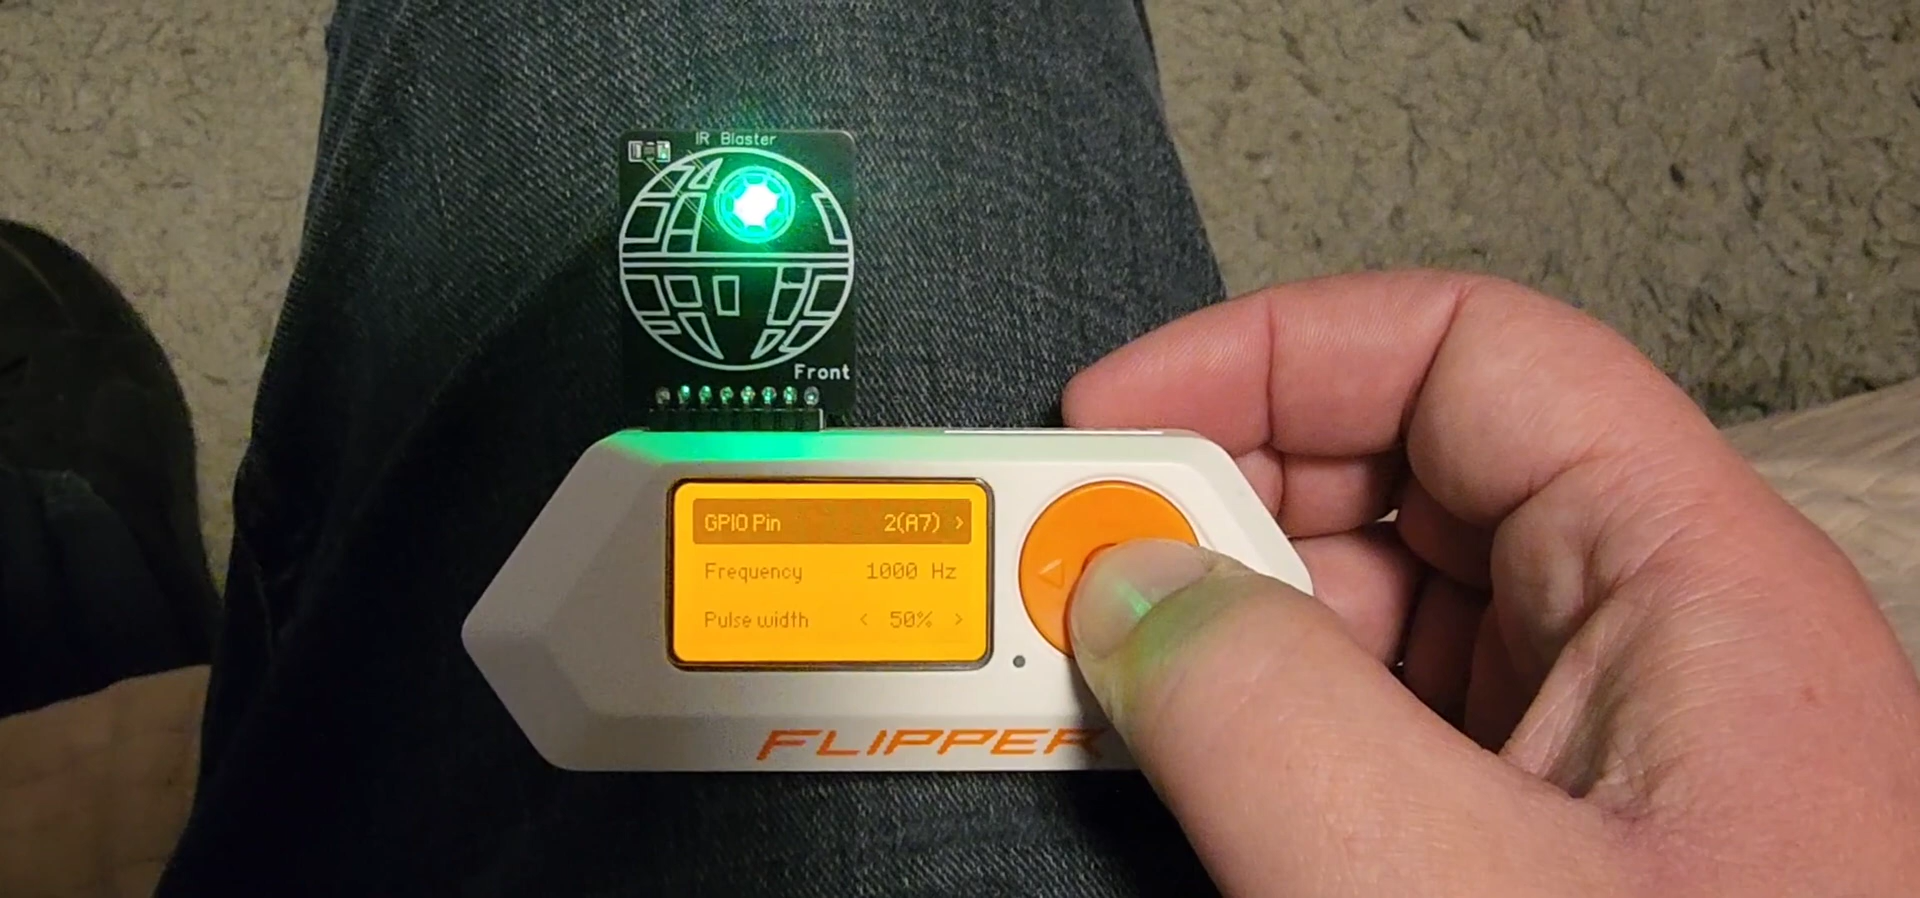 IR Blaster
Front
GPIO Pin 2(A7) >
Frequency 1000 Hz
Pulse width < 50% >
FLIPPER